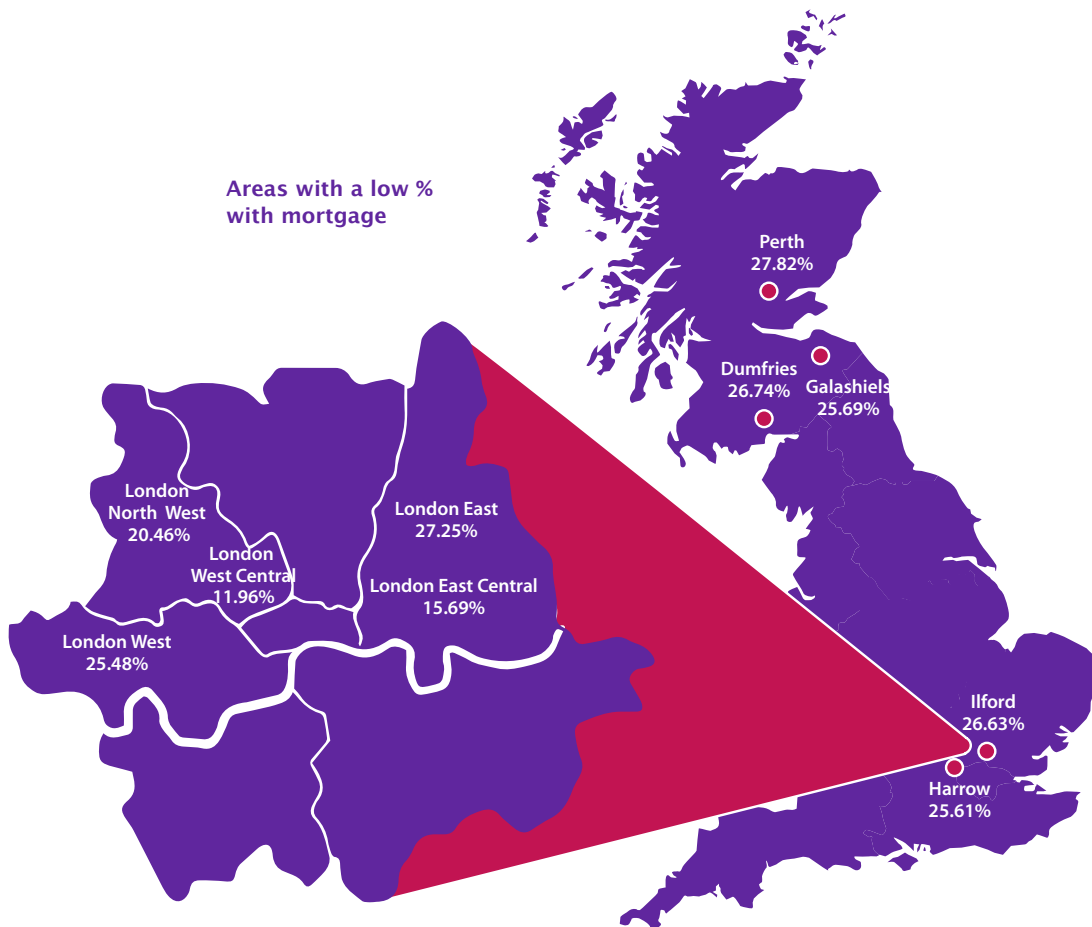 Areas with a low %
with mortgage
Perth
27.82%
Dumfries
26.74%
Galashiels
25.69%
London
North West
20.46%
London
West Central
11.96%
London East
27.25%
London East Central
15.69%
London West
25.48%
Ilford
26.63%
Harrow
25.61%